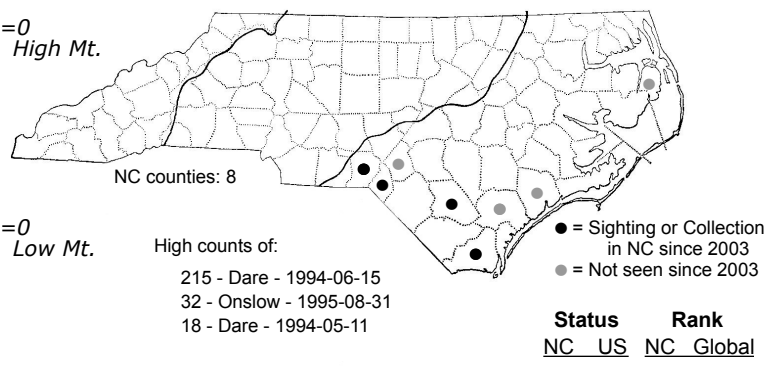 =0
High Mt.
NC counties: 8
=0
Low Mt.
High counts of:
215 - Dare - 1994-06-15
32 - Onslow - 1995-08-31
18 - Dare - 1994-05-11
● = Sighting or Collection
in NC since 2003
● = Not seen since 2003
Status Rank
NC US NC Global